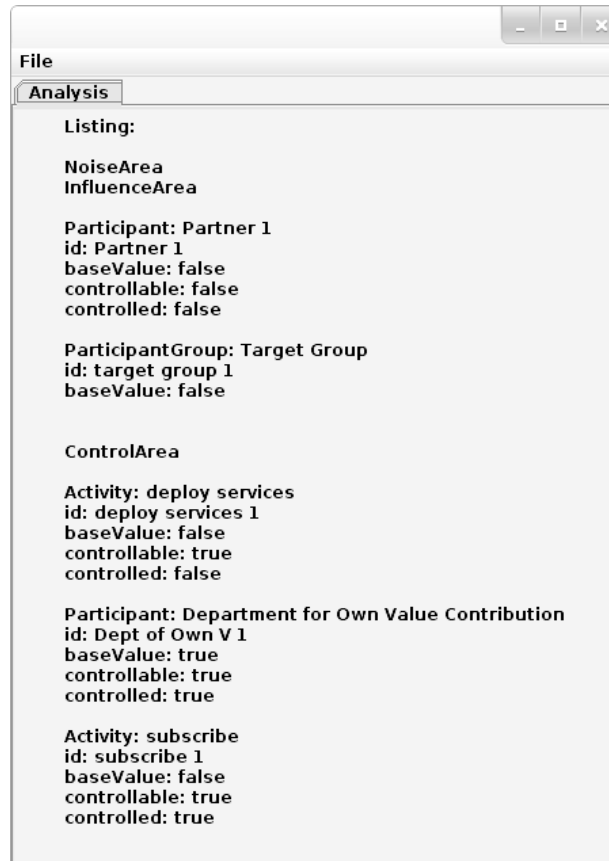 File
Analysis
Listing:
NoiseArea
InfluenceArea
Participant: Partner 1
id: Partner 1
baseValue: false
controllable: false
controlled: false
ParticipantGroup: Target Group
id: target group 1
baseValue: false
ControlArea
Activity: deploy services
id: deploy services 1
baseValue: false
controllable: true
controlled: false
Participant: Department for Own Value Contribution
id: Dept of Own V 1
baseValue: true
controllable: true
controlled: true
Activity: subscribe
id: subscribe 1
baseValue: false
controllable: true
controlled: true